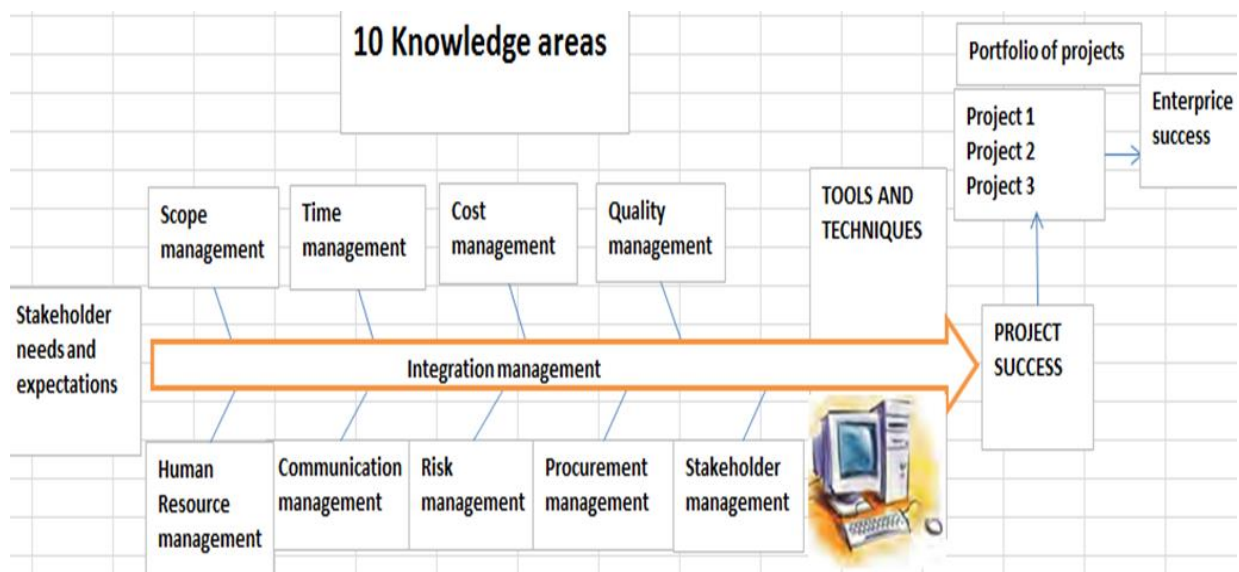 10 Knowledge areas
Portfolio of projects
Project 1
Project 2
Project 3
Enterprice
success
Scope
management
Time
management
Cost
management
Quality
management
TOOLS AND
TECHNIQUES
Stakeholder
needs and
expectations
Integration management
PROJECT
SUCCESS
Human
Resource
management
Communication
management
Risk
management
Procurement
management
Stakeholder
management